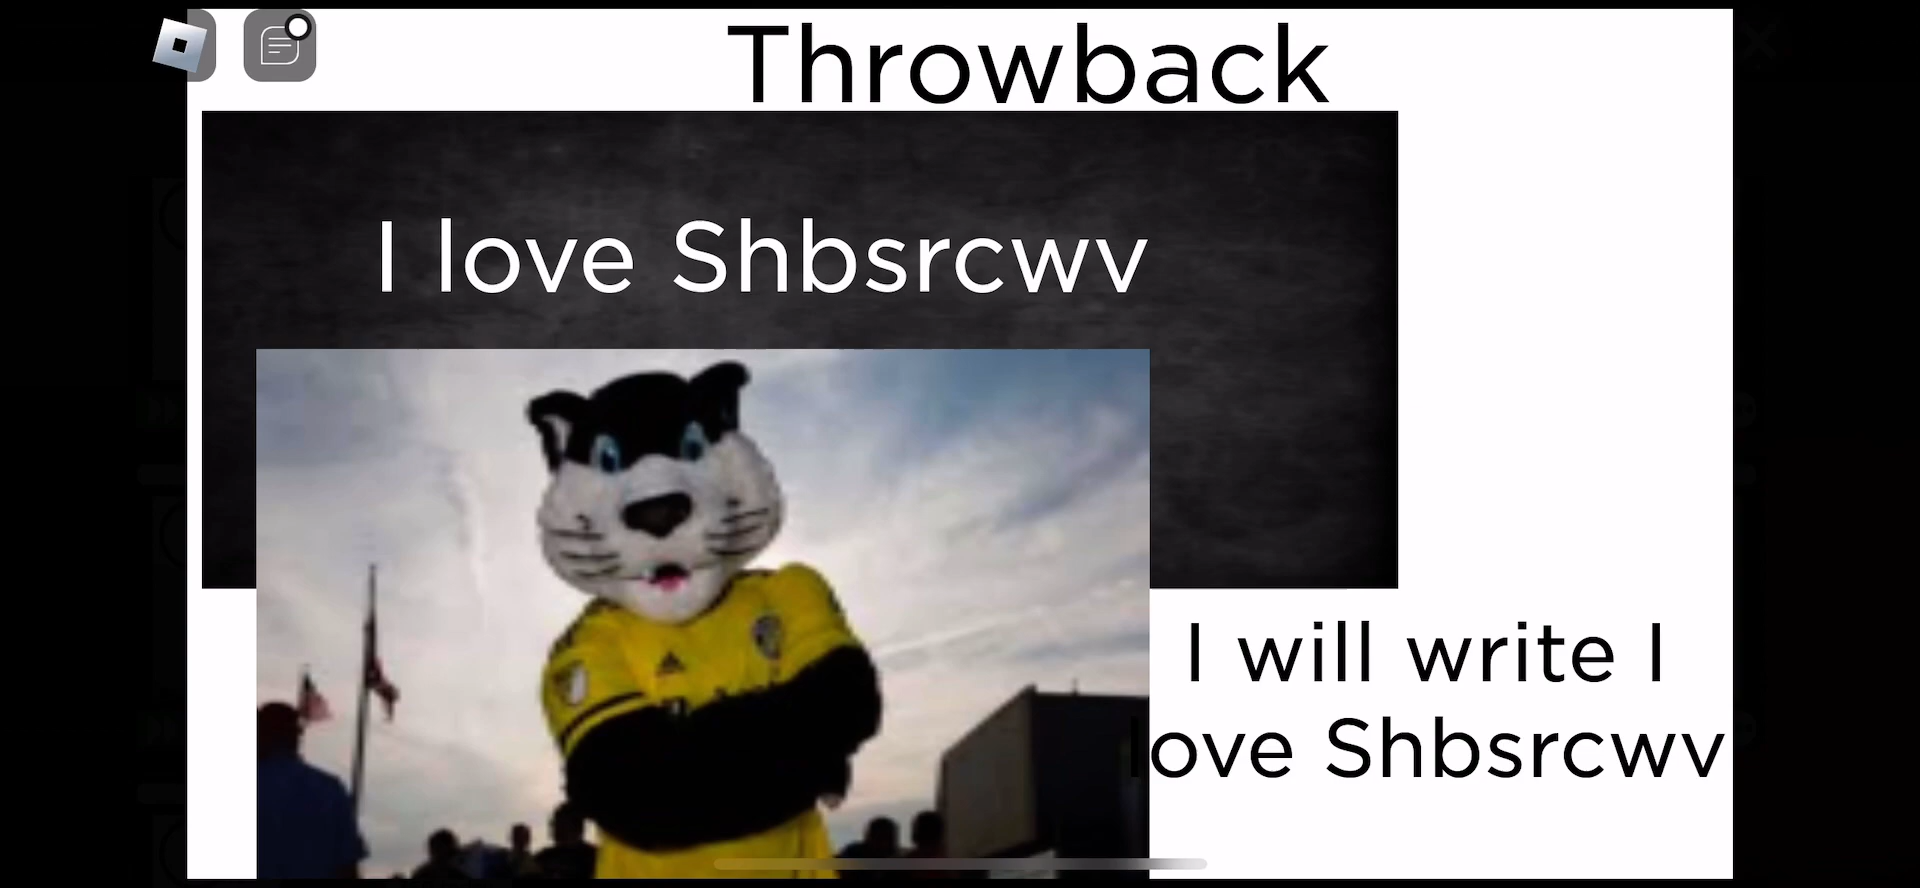 Throwback
I love Shbsrcwv
I will write I
love Shbsrcwv